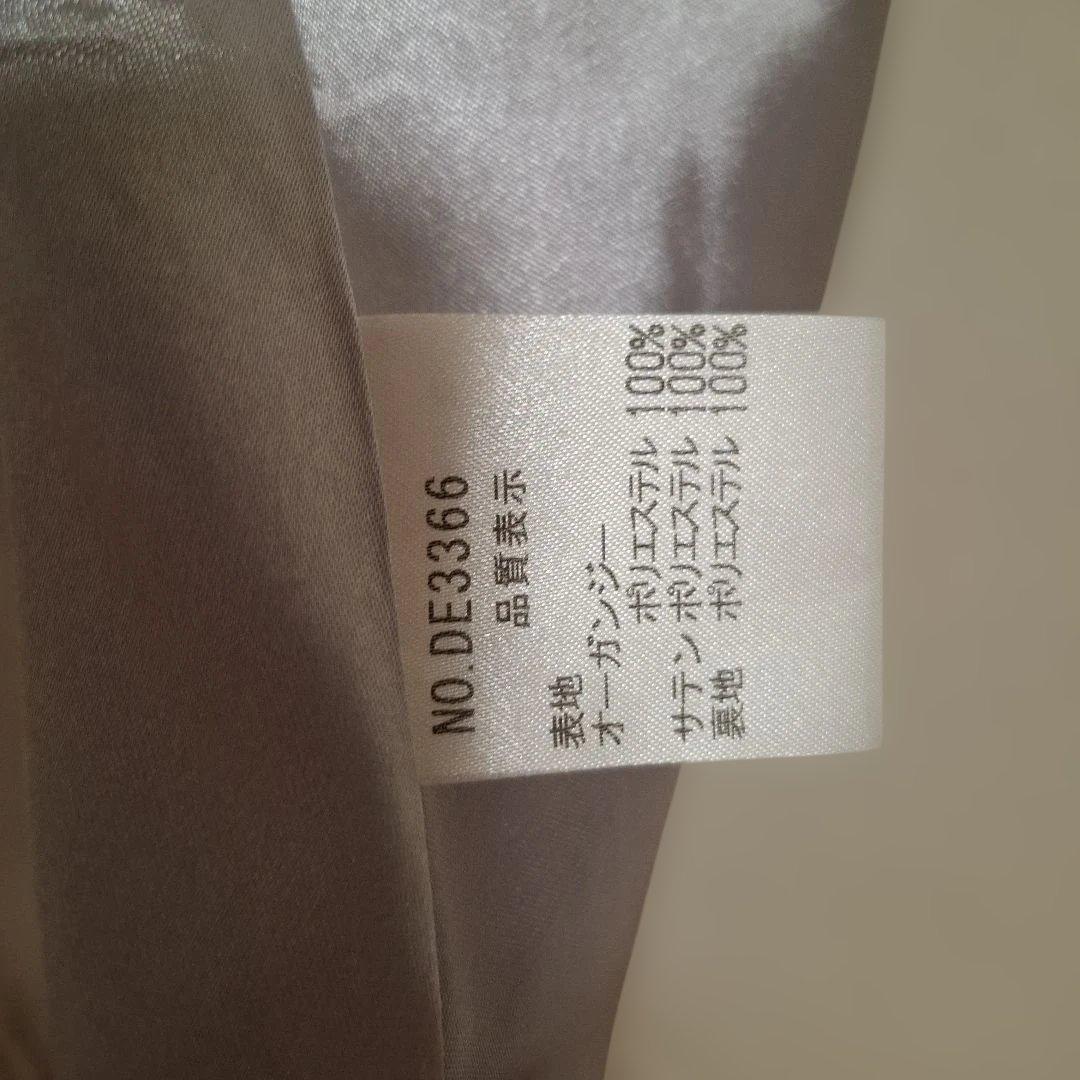 NO.DE3366
品質表示
表地
オーガンジー
ポリエステル 100%
サテン ポリエステル 100%
裏地 ポリエステル 100%